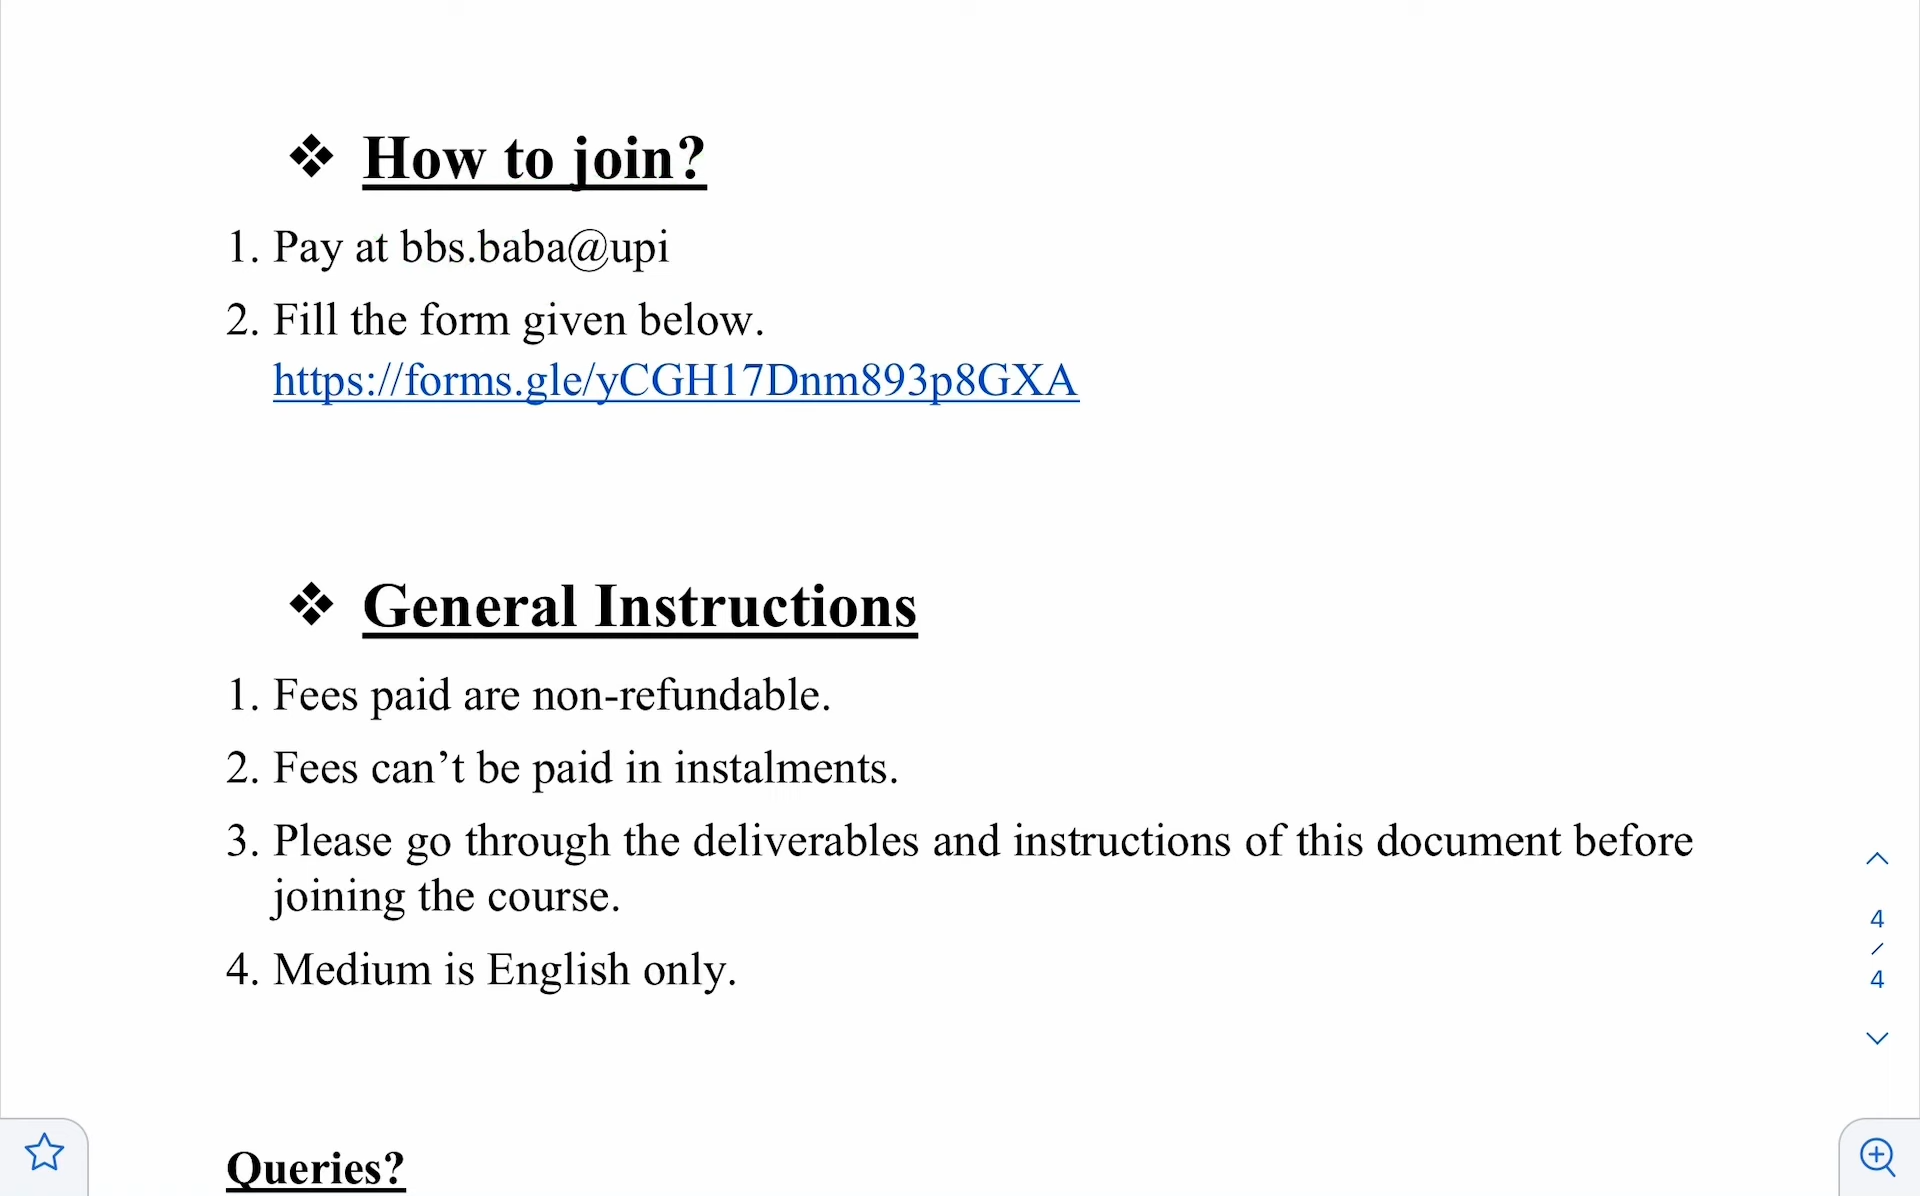 ❖ How to join?
1. Pay at bbs.baba@upi
2. Fill the form given below.
https://forms.gle/yCGH17Dnm893p8GXA
❖ General Instructions
1. Fees paid are non-refundable.
2. Fees can’t be paid in instalments.
3. Please go through the deliverables and instructions of this document before
joining the course.
4. Medium is English only.
4
/
4
Queries?